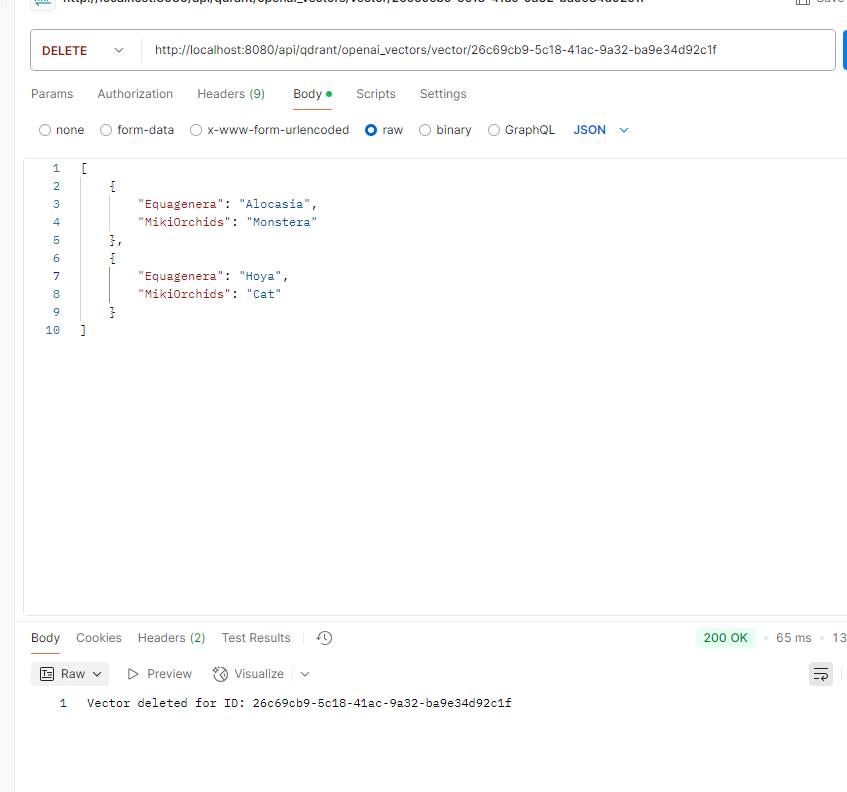 DELETE http://localhost:8080/api/qdrant/openai_vectors/vector/26c69cb9-5c18-41ac-9a32-ba9e34d92c1f
Params Authorization Headers (9) Body Scripts Settings
none form-data x-www-form-urlencoded raw binary GraphQL JSON
1 [
2 {
3 "Equagenera": "Alocasia",
4 "MikiOrchids": "Monstera"
5 },
6 {
7 "Equagenera": "Hoya",
8 "MikiOrchids": "Cat"
9 }
10 ]
Body Cookies Headers (2) Test Results 200 OK • 65 ms • 13
Raw Preview Visualize
1 Vector deleted for ID: 26c69cb9-5c18-41ac-9a32-ba9e34d92c1f